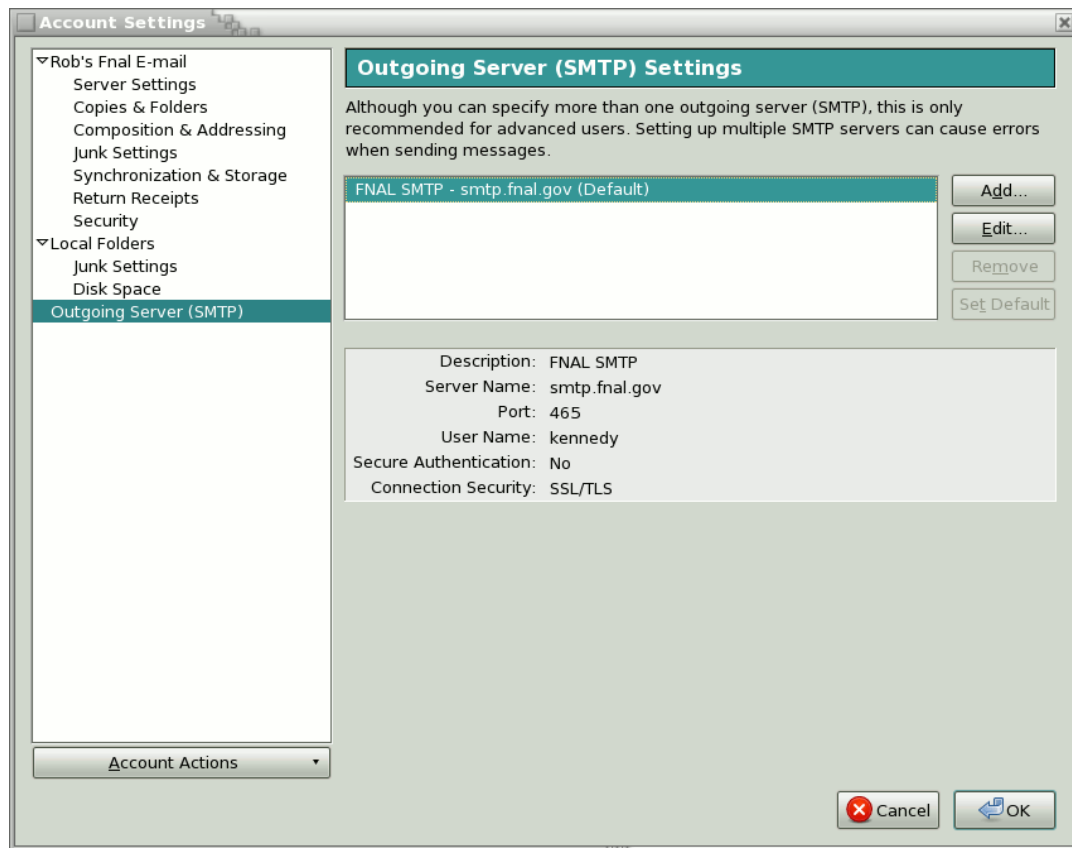 Account Settings
Rob's Fnal E-mail
Server Settings
Copies & Folders
Composition & Addressing
Junk Settings
Synchronization & Storage
Return Receipts
Security
Local Folders
Junk Settings
Disk Space
Outgoing Server (SMTP)
Account Actions
Outgoing Server (SMTP) Settings
Although you can specify more than one outgoing server (SMTP), this is only
recommended for advanced users. Setting up multiple SMTP servers can cause errors
when sending messages.
FNAL SMTP - smtp.fnal.gov (Default)
Add...
Edit...
Remove
Set Default
Description: FNAL SMTP
Server Name: smtp.fnal.gov
Port: 465
User Name: kennedy
Secure Authentication: No
Connection Security: SSL/TLS
Cancel
OK